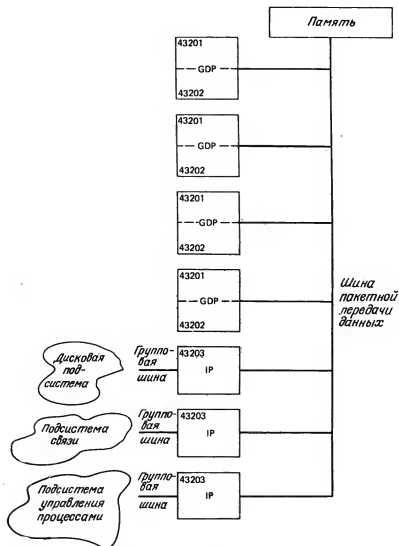 Память
43201
GDP
43202
43201
GDP
43202
43201
GDP
43202
43201
GDP
43202
Шина
пакетной
передачи
данных
Дисковая
под-
система
Группо-
вая
шина
43203
IP
Подсистема
связи
Группо-
вая
шина
43203
IP
Подсистема
управления
процессами
Группо-
вая
шина
43203
IP